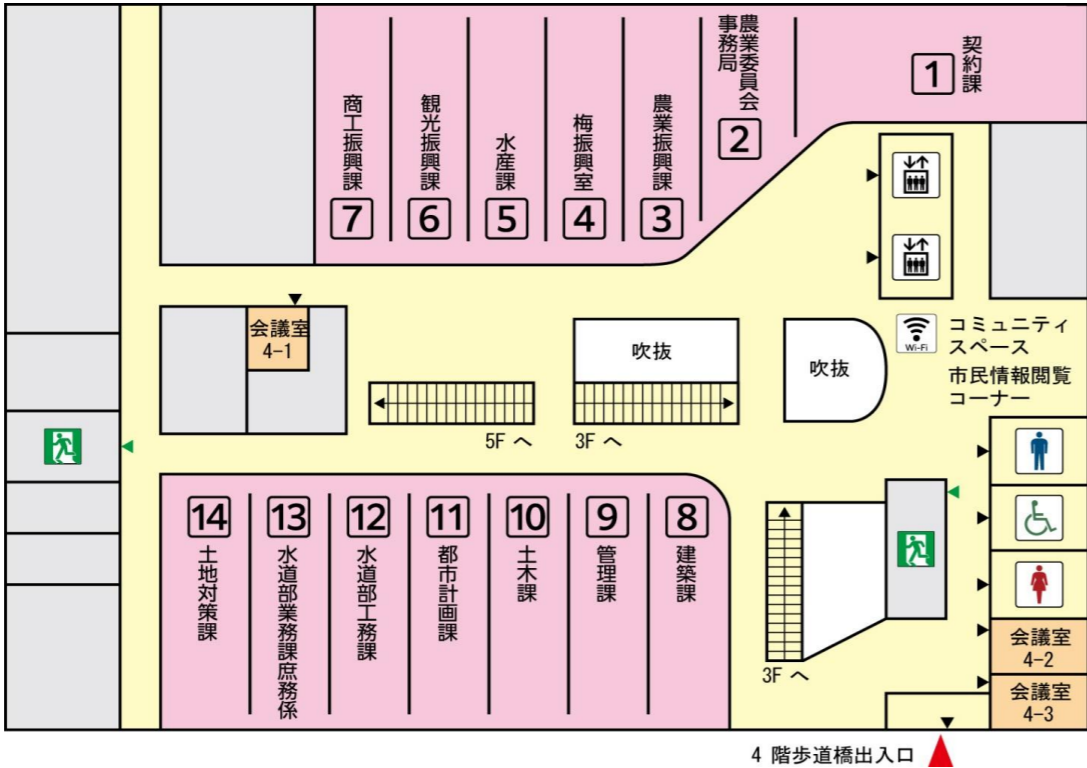 契約課
1
農業委員会
事務局
2
農業振興課
3
梅振興室
4
水産課
5
観光振興課
6
商工振興課
7
会議室
4-1
吹抜
吹抜
Wi-Fi
コミュニティ
スペース
市民情報閲覧
コーナー
5F へ
3F へ
14
土地対策課
13
水道部業務課庶務係
12
水道部工務課
11
都市計画課
10
土木課
9
管理課
8
建築課
3F へ
会議室
4-2
会議室
4-3
4 階歩道橋出入口